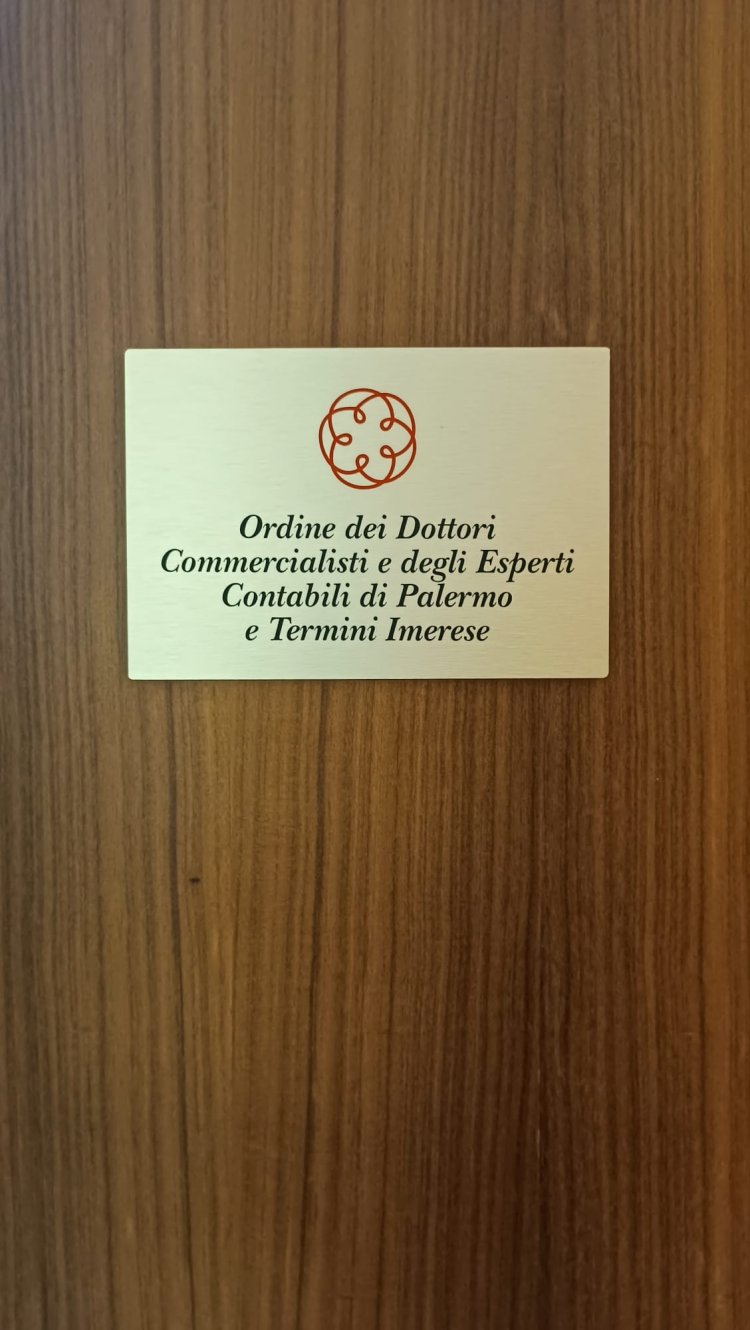 Ordine dei Dottori
Commercialisti e degli Esperti
Contabili di Palermo
e Termini Imerese